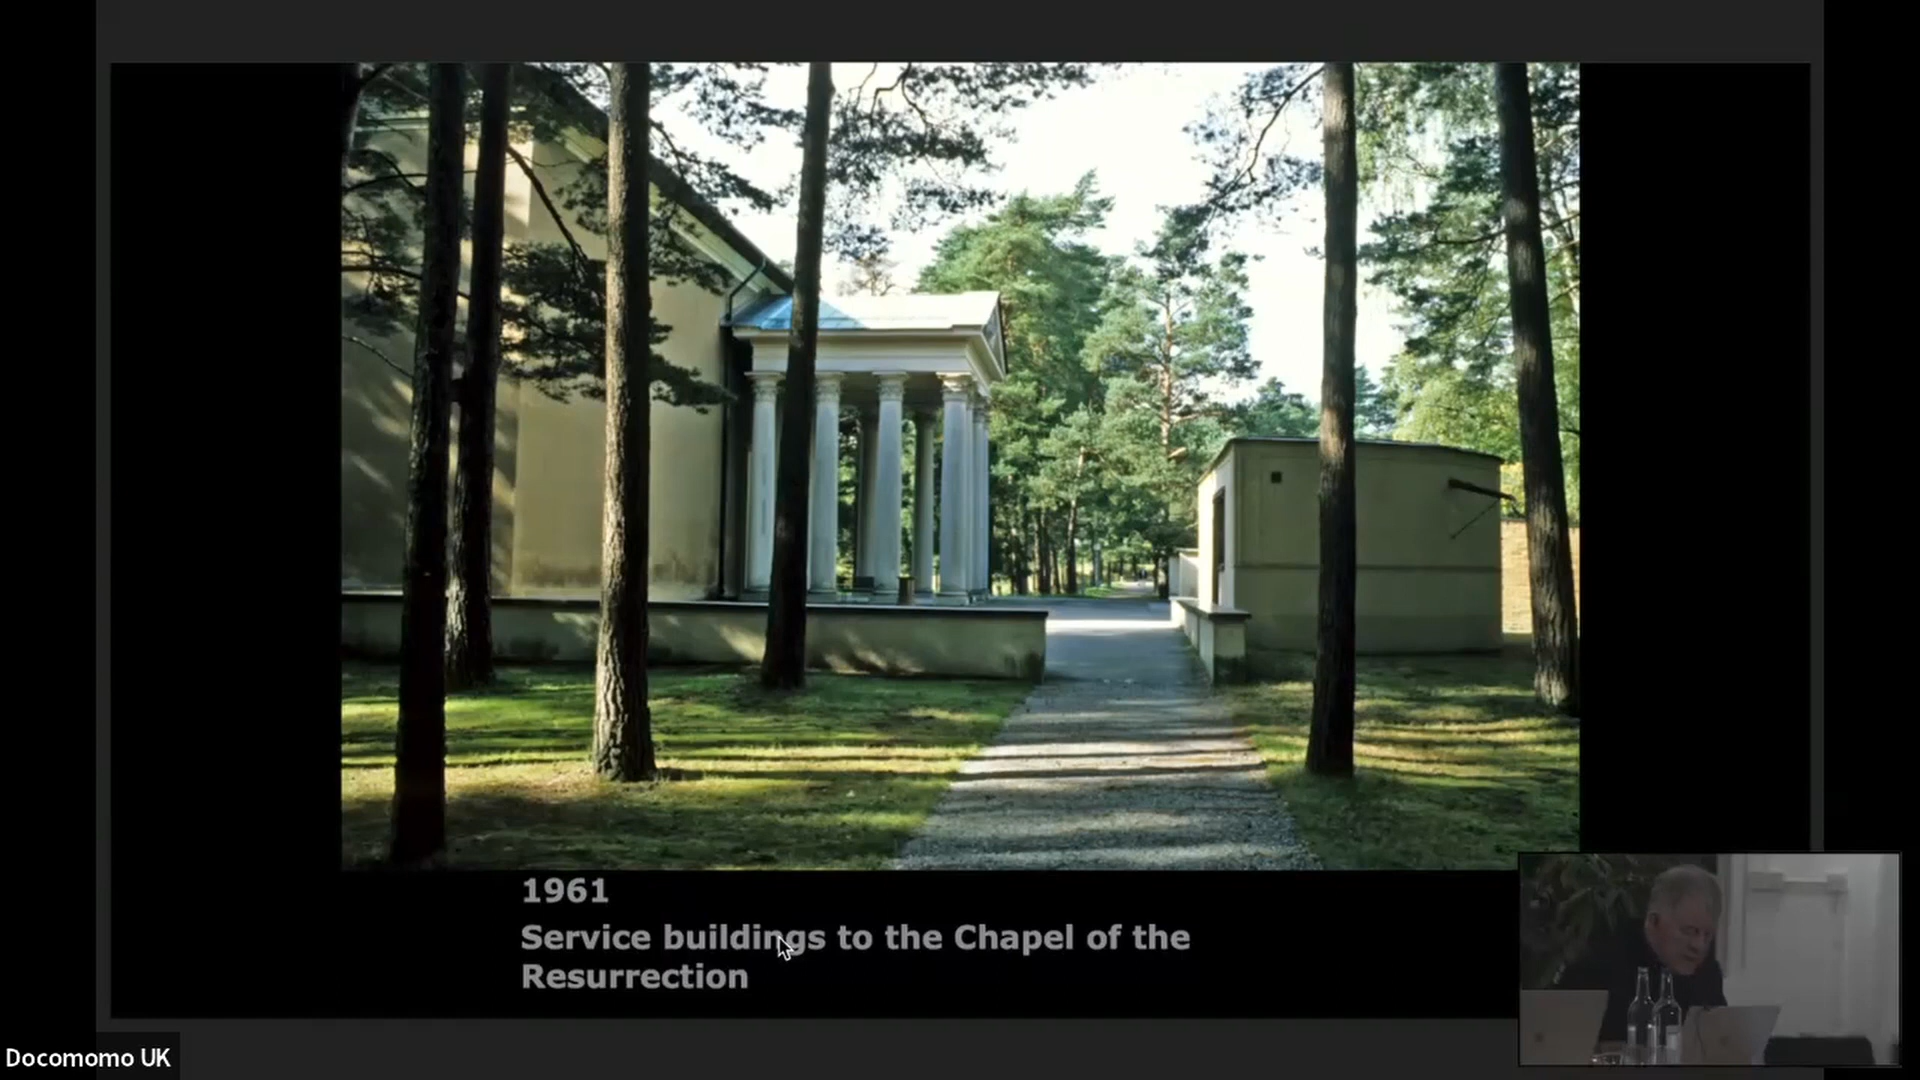 1961
Service buildings to the Chapel of the
Resurrection
Docomomo UK